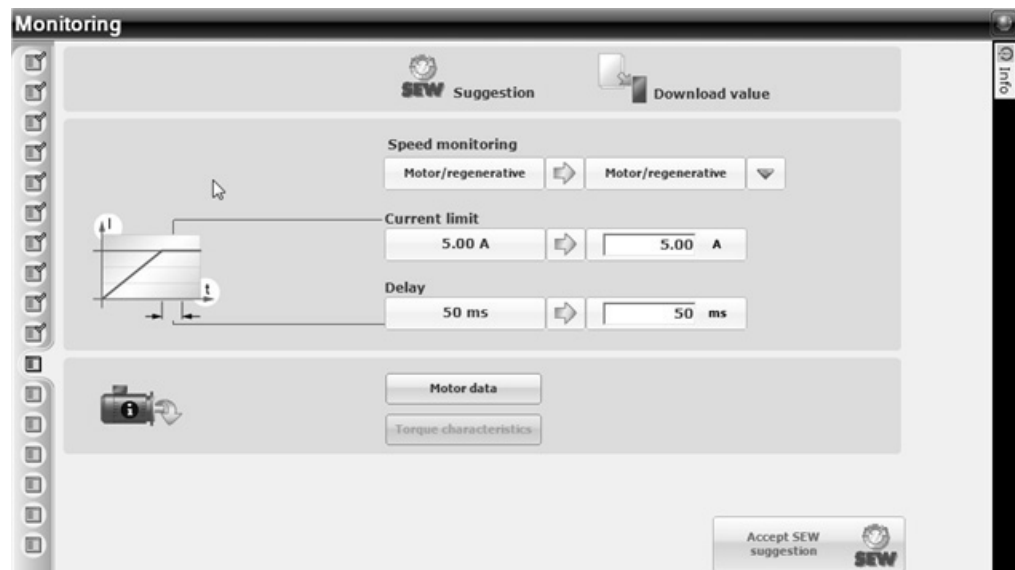 Monitoring
Info
SEW Suggestion
Download value
Speed monitoring
Motor/regenerative
Motor/regenerative
I
Current limit
5.00 A
5.00 A
t
Delay
50 ms
50 ms
i
Motor data
Torque characteristics
Accept SEW
suggestion
SEW